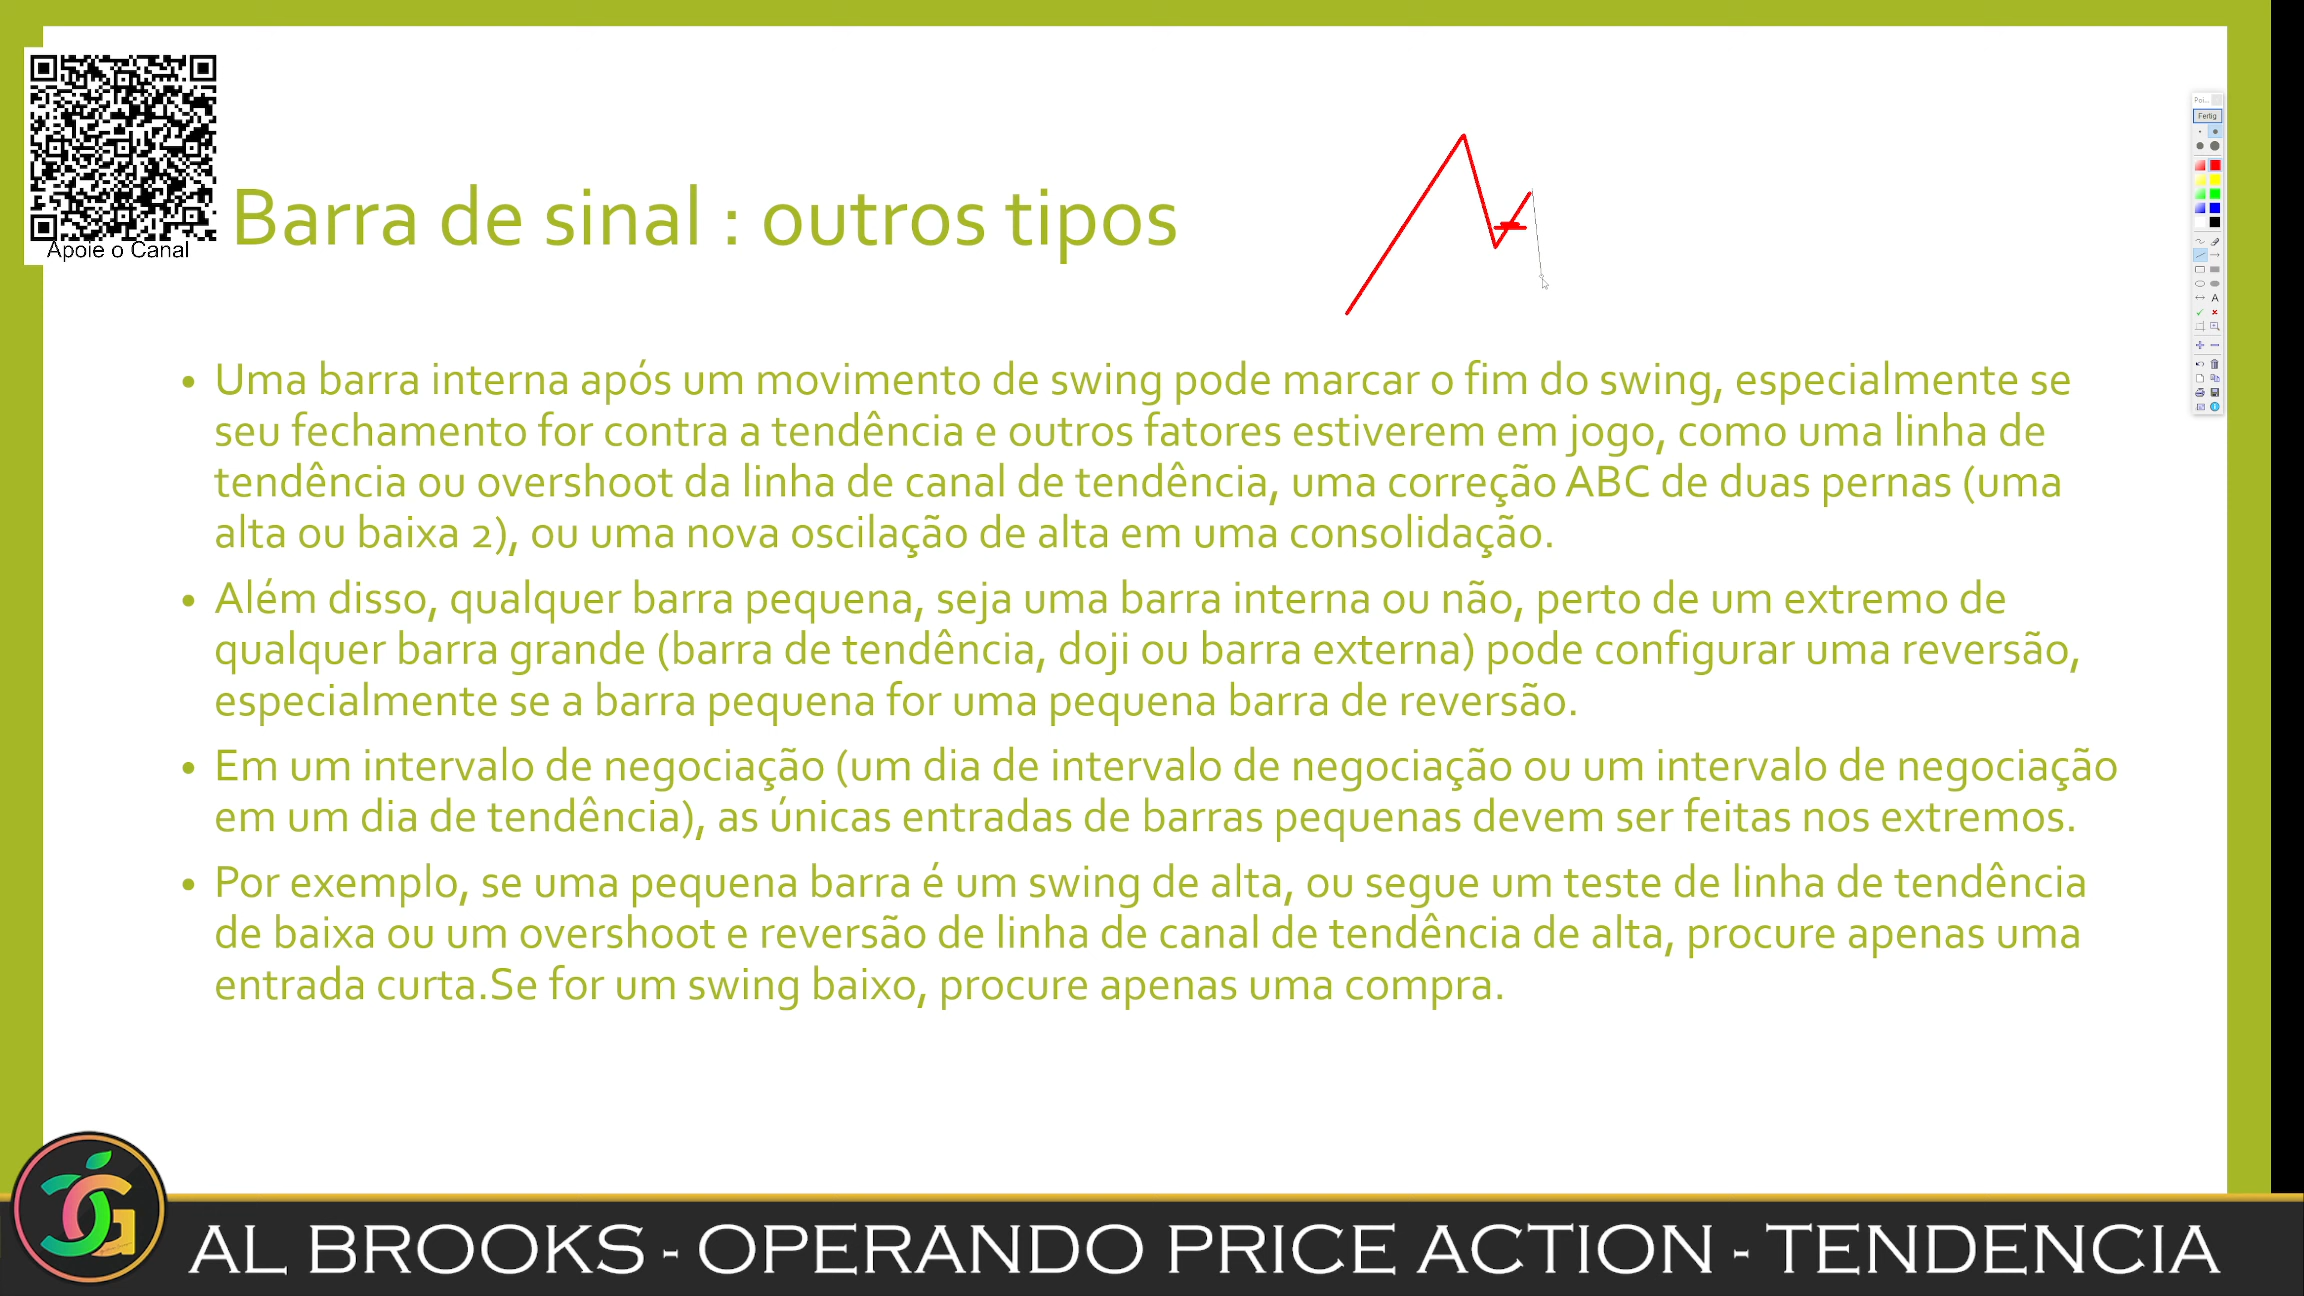 Apoie o Canal
Barra de sinal : outros tipos
• Uma barra interna após um movimento de swing pode marcar o fim do swing, especialmente se
seu fechamento for contra a tendência e outros fatores estiverem em jogo, como uma linha de
tendência ou overshoot da linha de canal de tendência, uma correção ABC de duas pernas (uma
alta ou baixa 2), ou uma nova oscilação de alta em uma consolidação.
• Além disso, qualquer barra pequena, seja uma barra interna ou não, perto de um extremo de
qualquer barra grande (barra de tendência, doji ou barra externa) pode configurar uma reversão,
especialmente se a barra pequena for uma pequena barra de reversão.
• Em um intervalo de negociação (um dia de intervalo de negociação ou um intervalo de negociação
em um dia de tendência), as únicas entradas de barras pequenas devem ser feitas nos extremos.
• Por exemplo, se uma pequena barra é um swing de alta, ou segue um teste de linha de tendência
de baixa ou um overshoot e reversão de linha de canal de tendência de alta, procure apenas uma
entrada curta.Se for um swing baixo, procure apenas uma compra.
Poi...
Fertig
A
AL BROOKS - OPERANDO PRICE ACTION - TENDENCIA